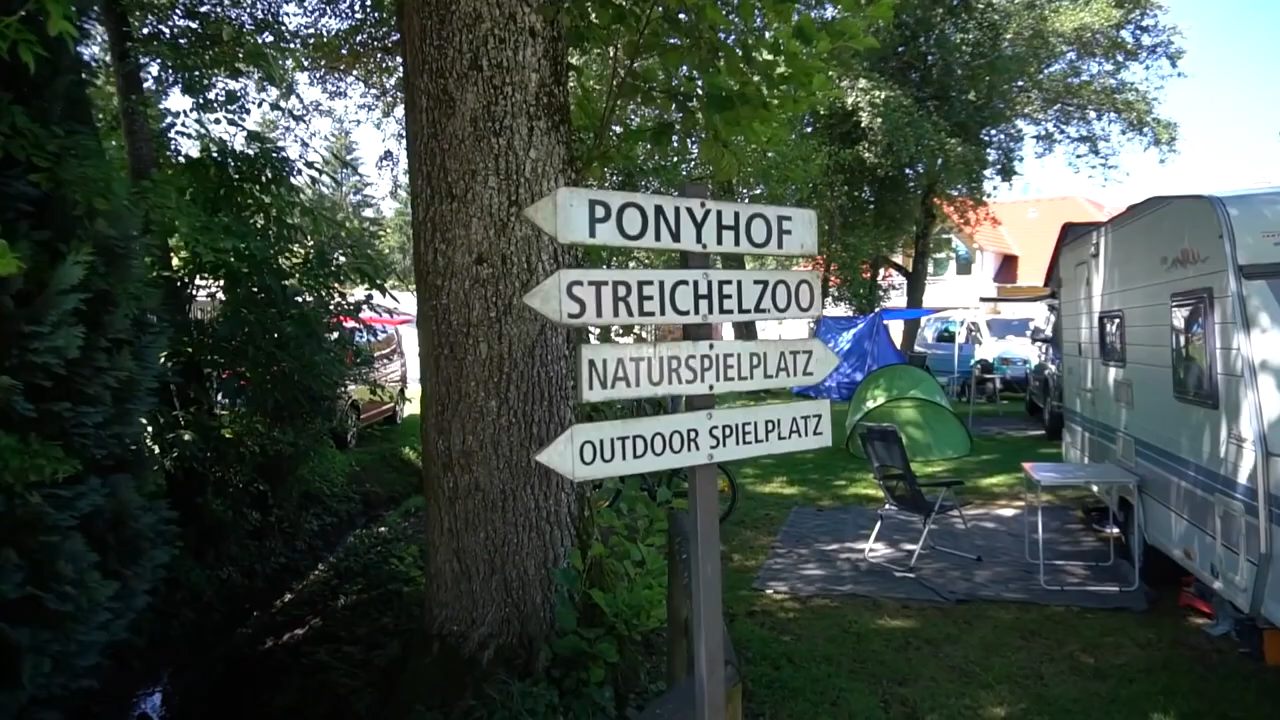 PONYHOF
STREICHELZOO
NATURSPIELPLATZ
OUTDOOR SPIELPLATZ